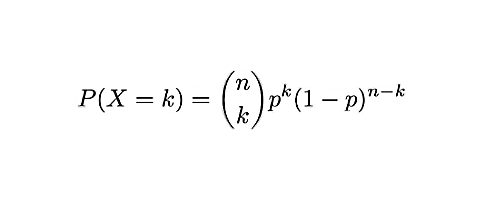 P(X = k) = \binom{n}{k} p^k (1 - p)^{n-k}